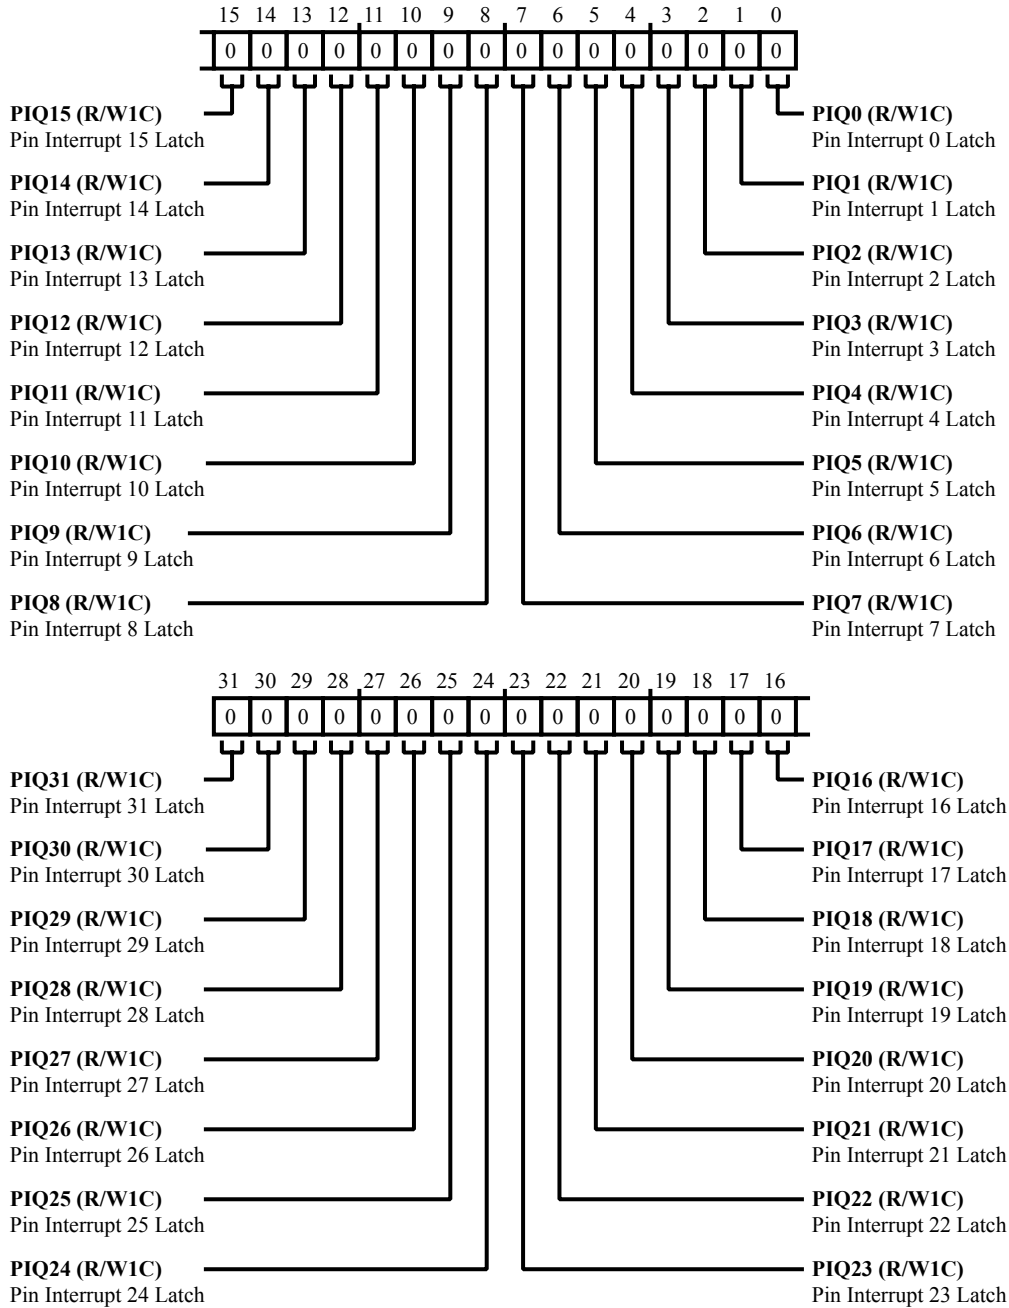 15 14 13 12 11 10 9 8 7 6 5 4 3 2 1 0
0 0 0 0 0 0 0 0 0 0 0 0 0 0 0 0
PIQ15 (R/W1C)
Pin Interrupt 15 Latch
PIQ14 (R/W1C)
Pin Interrupt 14 Latch
PIQ13 (R/W1C)
Pin Interrupt 13 Latch
PIQ12 (R/W1C)
Pin Interrupt 12 Latch
PIQ11 (R/W1C)
Pin Interrupt 11 Latch
PIQ10 (R/W1C)
Pin Interrupt 10 Latch
PIQ9 (R/W1C)
Pin Interrupt 9 Latch
PIQ8 (R/W1C)
Pin Interrupt 8 Latch
PIQ0 (R/W1C)
Pin Interrupt 0 Latch
PIQ1 (R/W1C)
Pin Interrupt 1 Latch
PIQ2 (R/W1C)
Pin Interrupt 2 Latch
PIQ3 (R/W1C)
Pin Interrupt 3 Latch
PIQ4 (R/W1C)
Pin Interrupt 4 Latch
PIQ5 (R/W1C)
Pin Interrupt 5 Latch
PIQ6 (R/W1C)
Pin Interrupt 6 Latch
PIQ7 (R/W1C)
Pin Interrupt 7 Latch
31 30 29 28 27 26 25 24 23 22 21 20 19 18 17 16
0 0 0 0 0 0 0 0 0 0 0 0 0 0 0 0
PIQ31 (R/W1C)
Pin Interrupt 31 Latch
PIQ30 (R/W1C)
Pin Interrupt 30 Latch
PIQ29 (R/W1C)
Pin Interrupt 29 Latch
PIQ28 (R/W1C)
Pin Interrupt 28 Latch
PIQ27 (R/W1C)
Pin Interrupt 27 Latch
PIQ26 (R/W1C)
Pin Interrupt 26 Latch
PIQ25 (R/W1C)
Pin Interrupt 25 Latch
PIQ24 (R/W1C)
Pin Interrupt 24 Latch
PIQ16 (R/W1C)
Pin Interrupt 16 Latch
PIQ17 (R/W1C)
Pin Interrupt 17 Latch
PIQ18 (R/W1C)
Pin Interrupt 18 Latch
PIQ19 (R/W1C)
Pin Interrupt 19 Latch
PIQ20 (R/W1C)
Pin Interrupt 20 Latch
PIQ21 (R/W1C)
Pin Interrupt 21 Latch
PIQ22 (R/W1C)
Pin Interrupt 22 Latch
PIQ23 (R/W1C)
Pin Interrupt 23 Latch